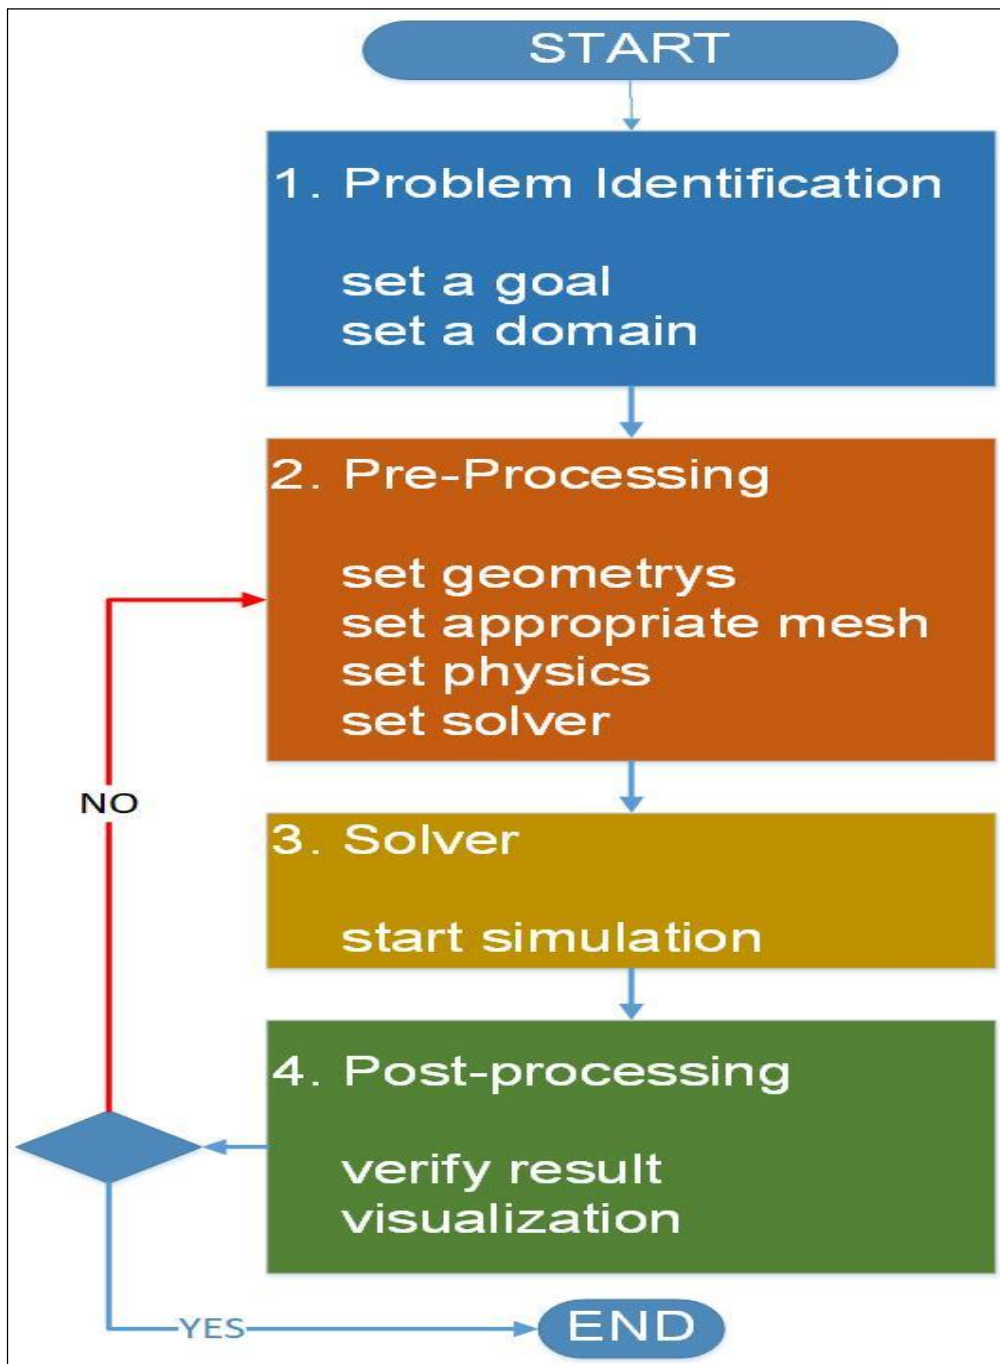 START
1. Problem Identification
set a goal
set a domain
2. Pre-Processing
set geometrys
set appropriate mesh
set physics
set solver
NO
3. Solver
start simulation
4. Post-processing
verify result
visualization
YES
END